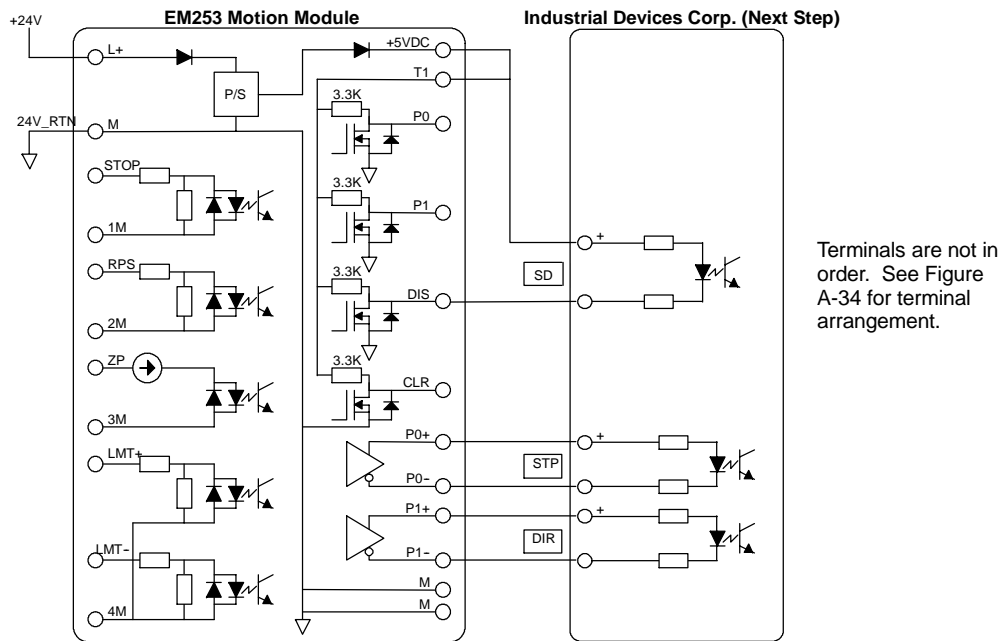 EM253 Motion Module
Industrial Devices Corp. (Next Step)
+24V
L+
+5VDC
T1
P/S
3.3K
P0
24V_RTN
M
STOP
3.3K
P1
1M
+
RPS
SD
3.3K
DIS
2M
ZP
3.3K
CLR
3M
P0+
+
LMT+
STP
P0-
P1+
+
DIR
LMT-
P1-
M
4M
M
Terminals are not in
order. See Figure
A-34 for terminal
arrangement.